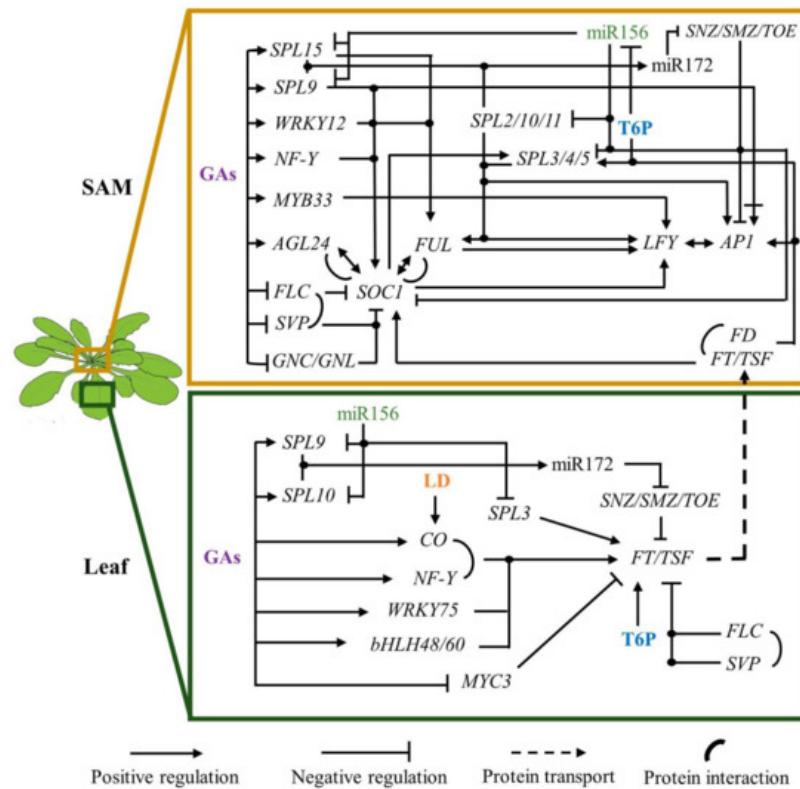 miR156
SNZ/SMZ/TOE
SPL15
miR172
SPL9
SPL2/10/11
T6P
WRKY12
NF-Y
SPL3/4/5
GAs
SAM
MYB33
AGL24
FUL
LFY
AP1
FLC
SOC1
SVP
FD
GNC/GNL
FT/TSF
miR156
SPL9
miR172
LD
SPL10
SNZ/SMZ/TOE
SPL3
CO
GAs
FT/TSF
Leaf
NF-Y
WRKY75
T6P
FLC
bHLH48/60
SVP
MYC3
Positive regulation
Negative regulation
Protein transport
Protein interaction